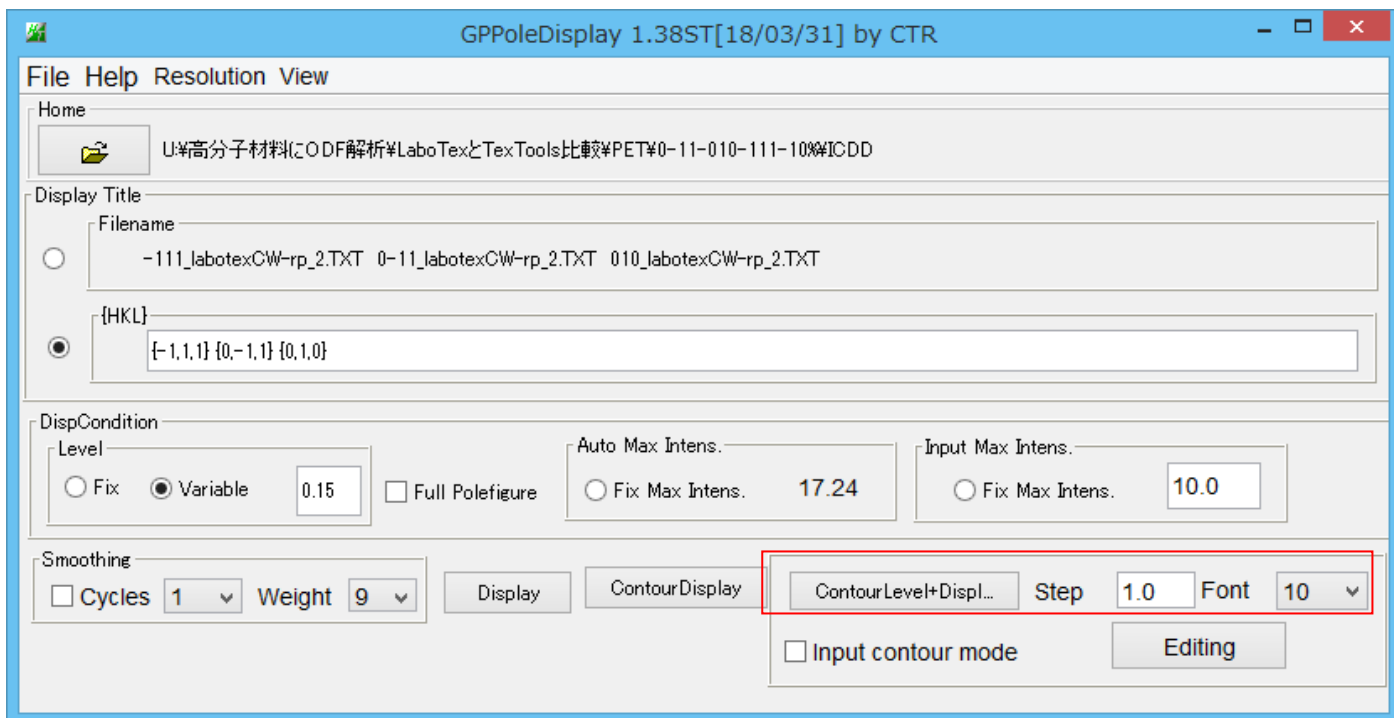 GPPoleDisplay 1.38ST[18/03/31] by CTR
File Help Resolution View
Home
U:¥高分子材料にODF解析¥LaboTexとTexTools比較¥PET¥0-11-010-111-10%¥ICDD
Display Title
Filename
-111_labotexCW-rp_2.TXT 0-11_labotexCW-rp_2.TXT 010_labotexCW-rp_2.TXT
{HKL}
{-1,1,1} {0,-1,1} {0,1,0}
DispCondition
Level
Auto Max Intens.
Input Max Intens.
Fix Variable 0.15 Full Polefigure Fix Max Intens. 17.24 Fix Max Intens. 10.0
Smoothing
Cycles 1 Weight 9 Display ContourDisplay ContourLevel+Displ... Step 1.0 Font 10
Input contour mode Editing